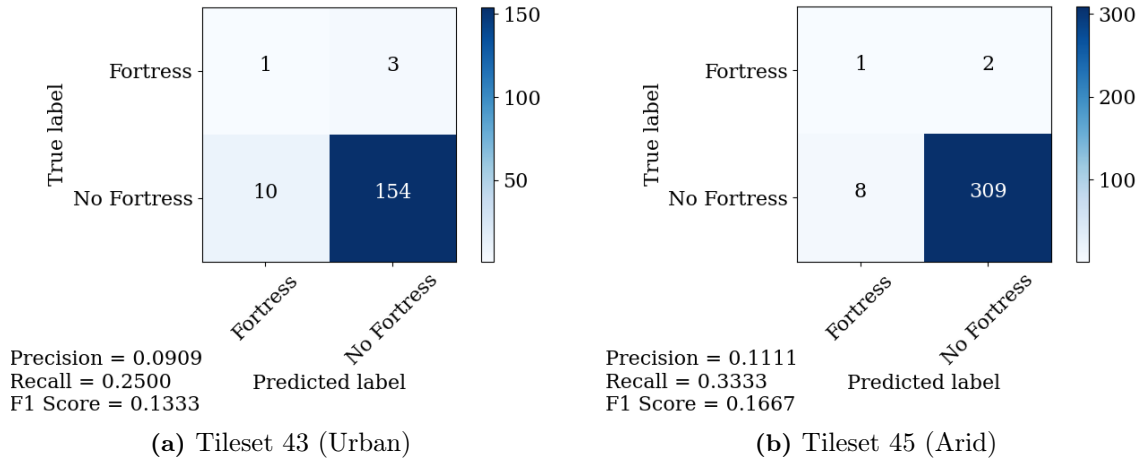 Fortress
No Fortress
True label
1
3
10
154
150
100
50
Fortress
No Fortress
Predicted label
Precision = 0.0909
Recall = 0.2500
F1 Score = 0.1333
(a) Tileset 43 (Urban)
Fortress
No Fortress
True label
1
2
8
309
300
200
100
Fortress
No Fortress
Predicted label
Precision = 0.1111
Recall = 0.3333
F1 Score = 0.1667
(b) Tileset 45 (Arid)